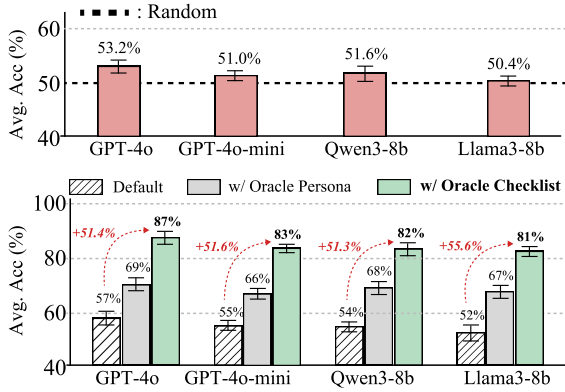 : Random
Avg. Acc (%)
60
50
40
53.2%
51.0%
51.6%
50.4%
GPT-4o
GPT-4o-mini
Qwen3-8b
Llama3-8b
Default
w/ Oracle Persona
w/ Oracle Checklist
Avg. Acc (%)
100
80
60
40
+51.4%
57%
69%
87%
+51.6%
55%
66%
83%
+51.3%
54%
68%
82%
+55.6%
52%
67%
81%
GPT-4o
GPT-4o-mini
Qwen3-8b
Llama3-8b